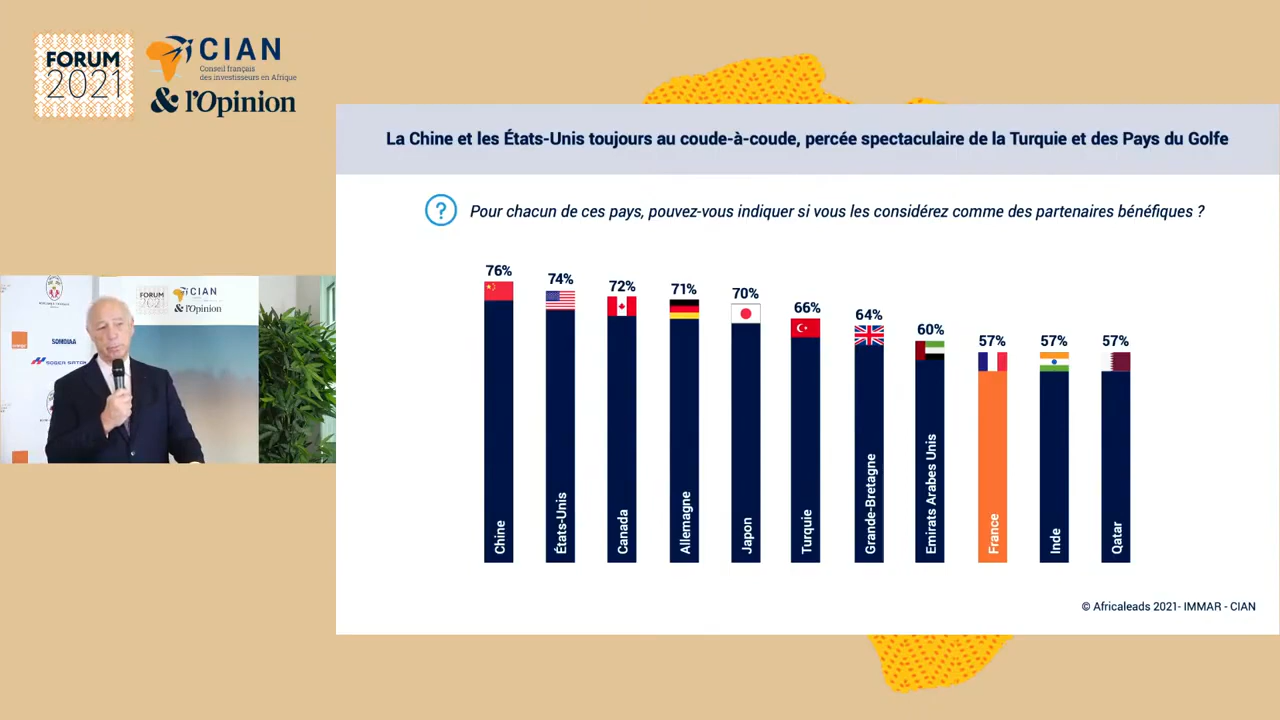 FORUM
2021
CIAN
Conseil français
des investisseurs en Afrique
& l'Opinion
La Chine et les États-Unis toujours au coude-à-coude, percée spectaculaire de la Turquie et des Pays du Golfe
?
Pour chacun de ces pays, pouvez-vous indiquer si vous les considérez comme des partenaires bénéfiques ?
76%
74%
72%
71%
70%
66%
64%
60%
57%
57%
57%
Chine
États-Unis
Canada
Allemagne
Japon
Turquie
Grande-Bretagne
Emirats Arabes Unis
France
Inde
Qatar
© Africaleads 2021- IMMAR - CIAN
FORUM
2021
CIAN
& l'Opinion
SOMDIAA